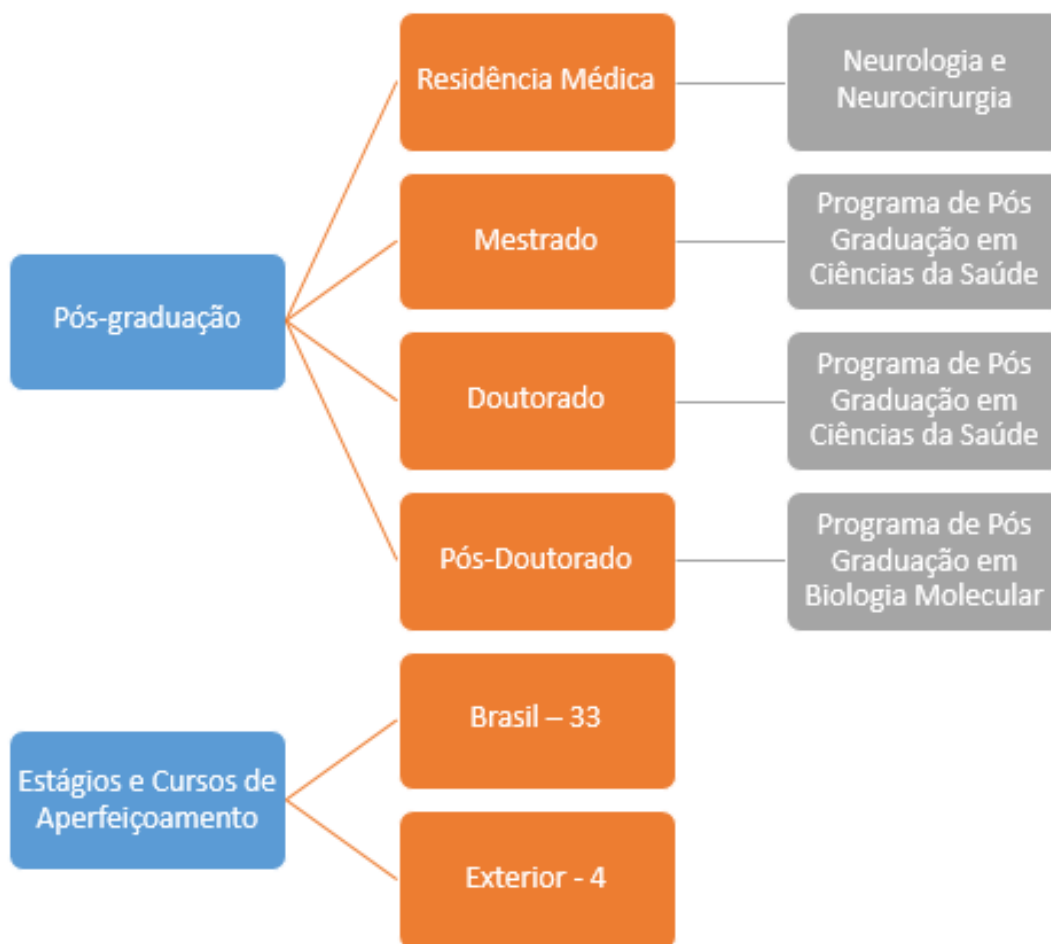 Pós-graduação
Residência Médica
Neurologia e
Neurocirurgia
Mestrado
Programa de Pós
Graduação em
Ciências da Saúde
Doutorado
Programa de Pós
Graduação em
Ciências da Saúde
Pós-Doutorado
Programa de Pós
Graduação em
Biologia Molecular
Estágios e Cursos de
Aperfeiçoamento
Brasil – 33
Exterior - 4